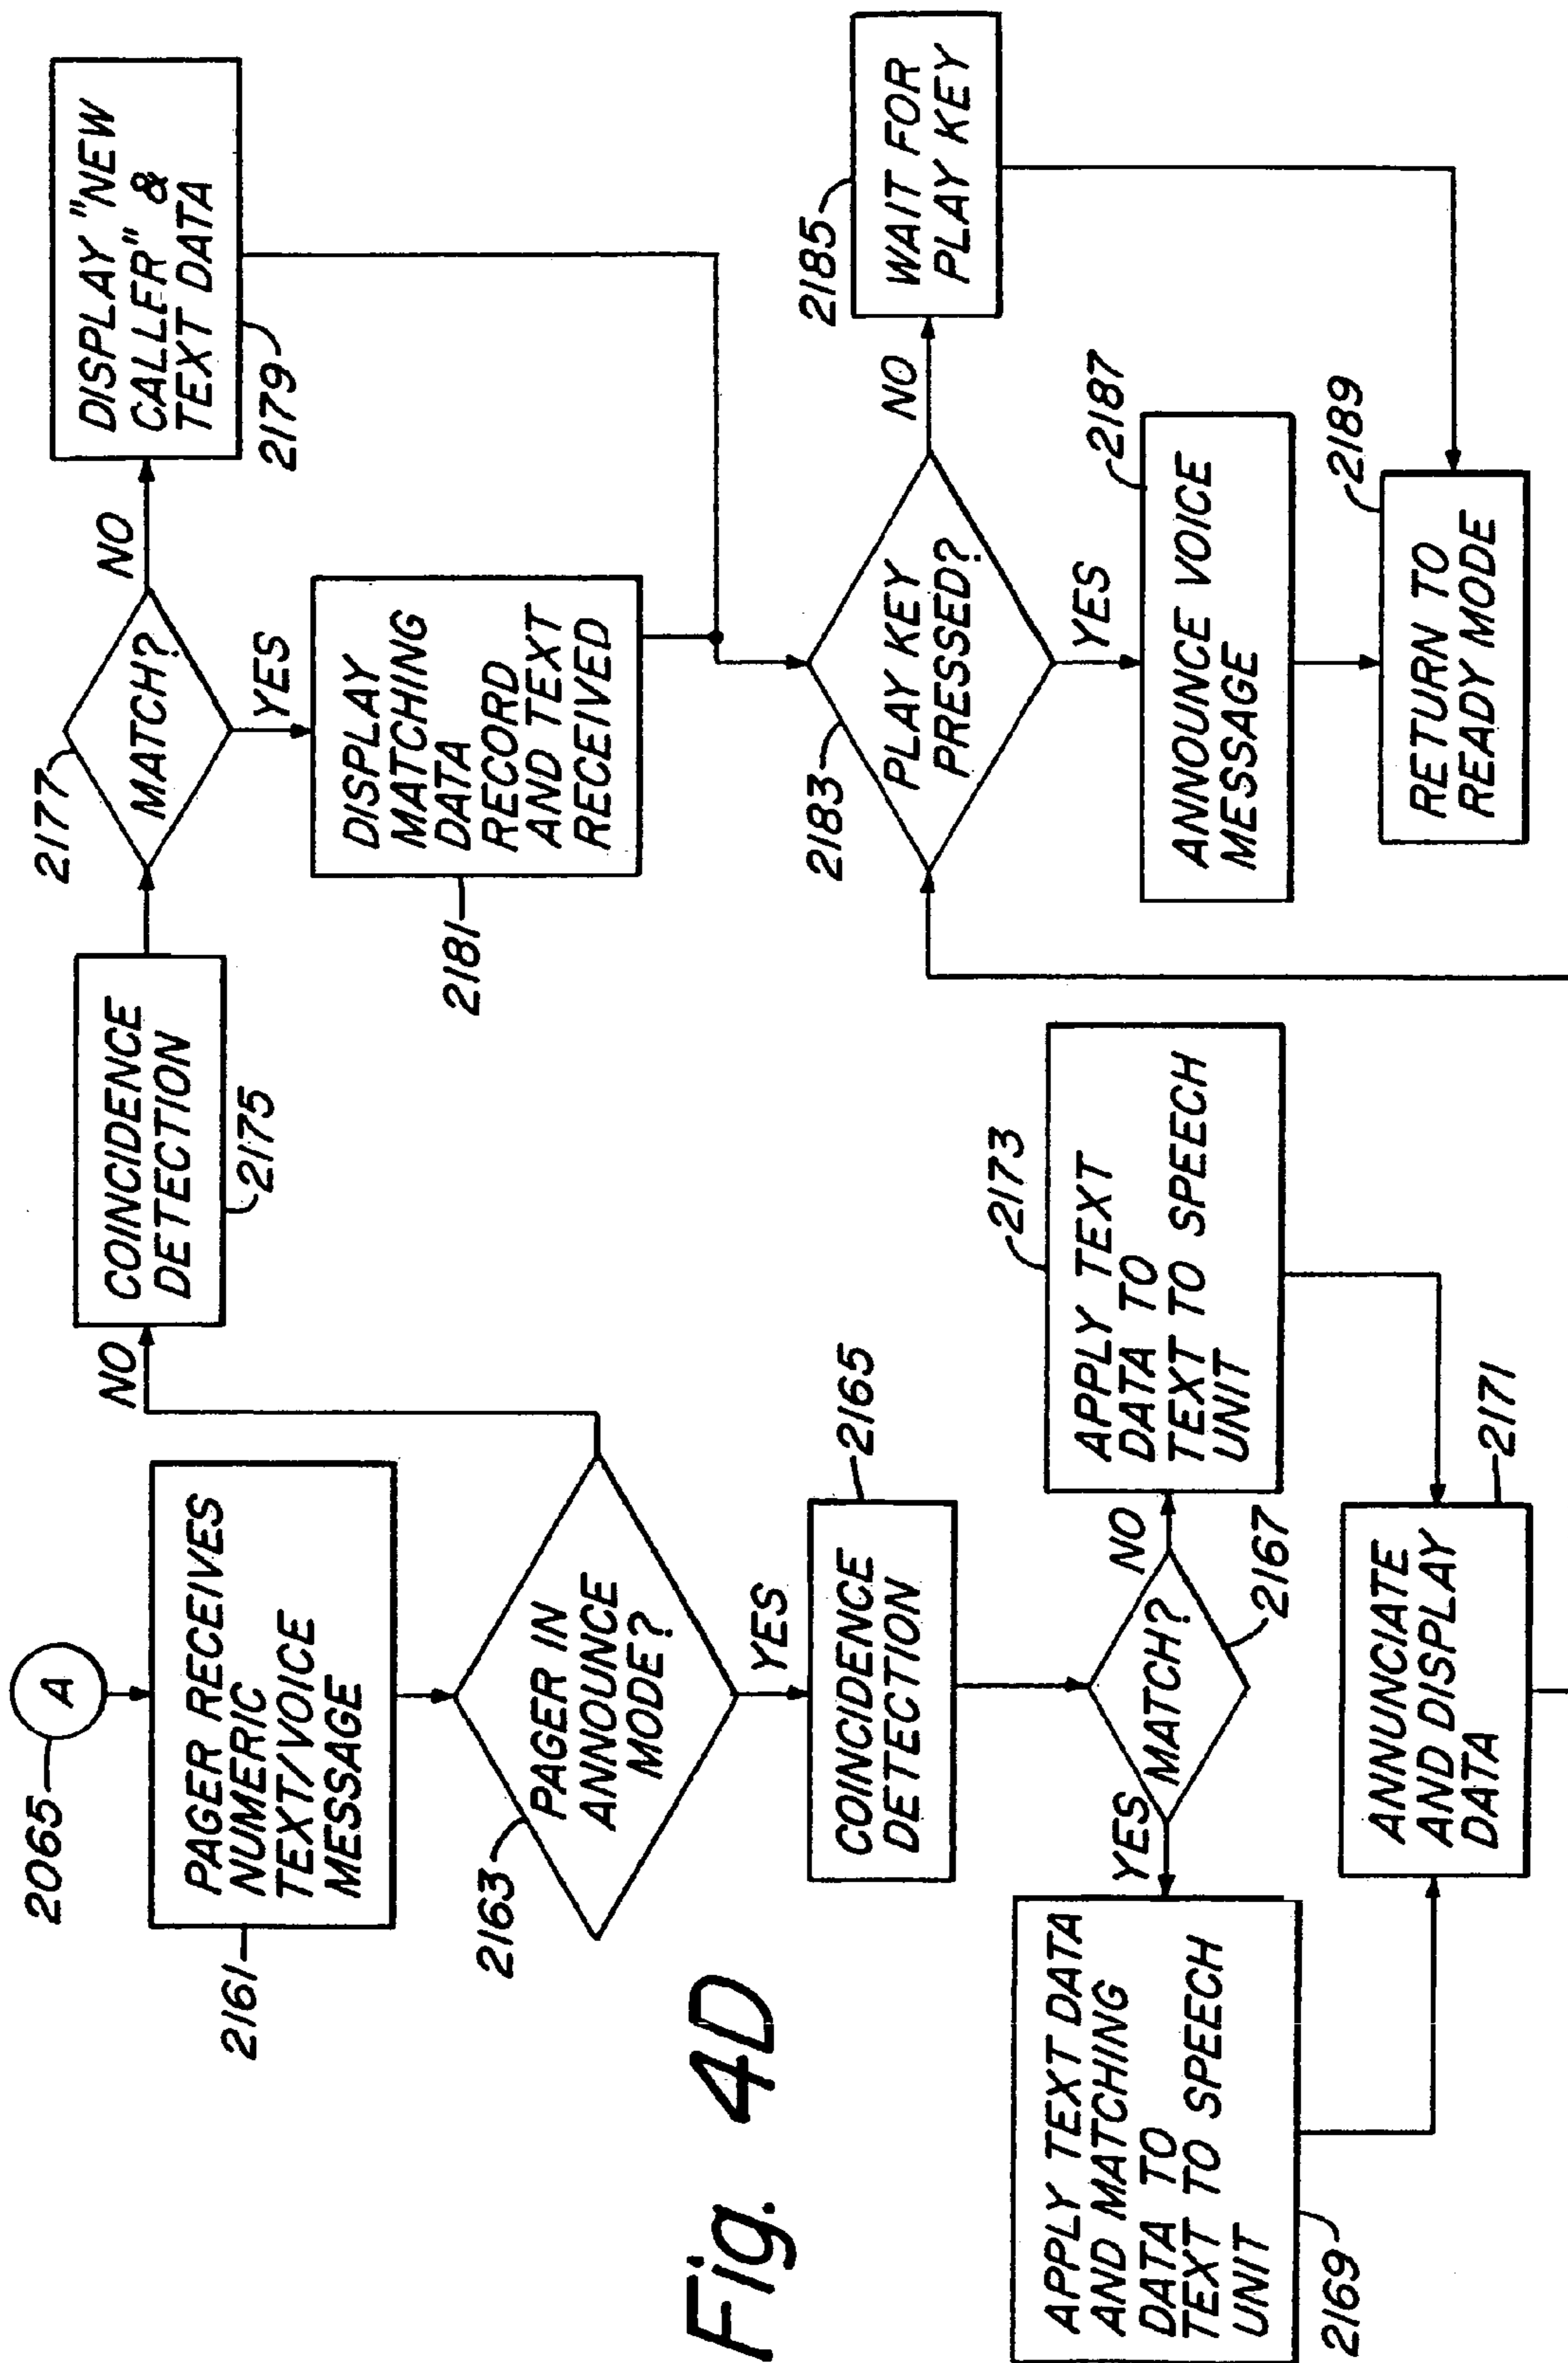 2065
A
2161
PAGER RECEIVES
NUMERIC
TEXT/VOICE
MESSAGE
2163
PAGER IN
ANNOUNCE
MODE?
NO
YES
COINCIDENCE
DETECTION
2165
MATCH?
2167
YES
NO
APPLY TEXT DATA
AND MATCHING
DATA TO
TEXT TO SPEECH
UNIT
2169
APPLY TEXT
DATA TO
TEXT TO SPEECH
UNIT
2173
ANNUNCIATE
AND DISPLAY
DATA
2171
COINCIDENCE
DETECTION
2175
2177
MATCH?
NO
YES
DISPLAY "NEW
CALLER" &
TEXT DATA
2179
DISPLAY
MATCHING
DATA
RECORD
AND TEXT
RECEIVED
2181
2183
PLAY KEY
PRESSED?
NO
YES
2185
WAIT FOR
PLAY KEY
ANNOUNCE VOICE
MESSAGE
2187
RETURN TO
READY MODE
2189
Fig. 4D